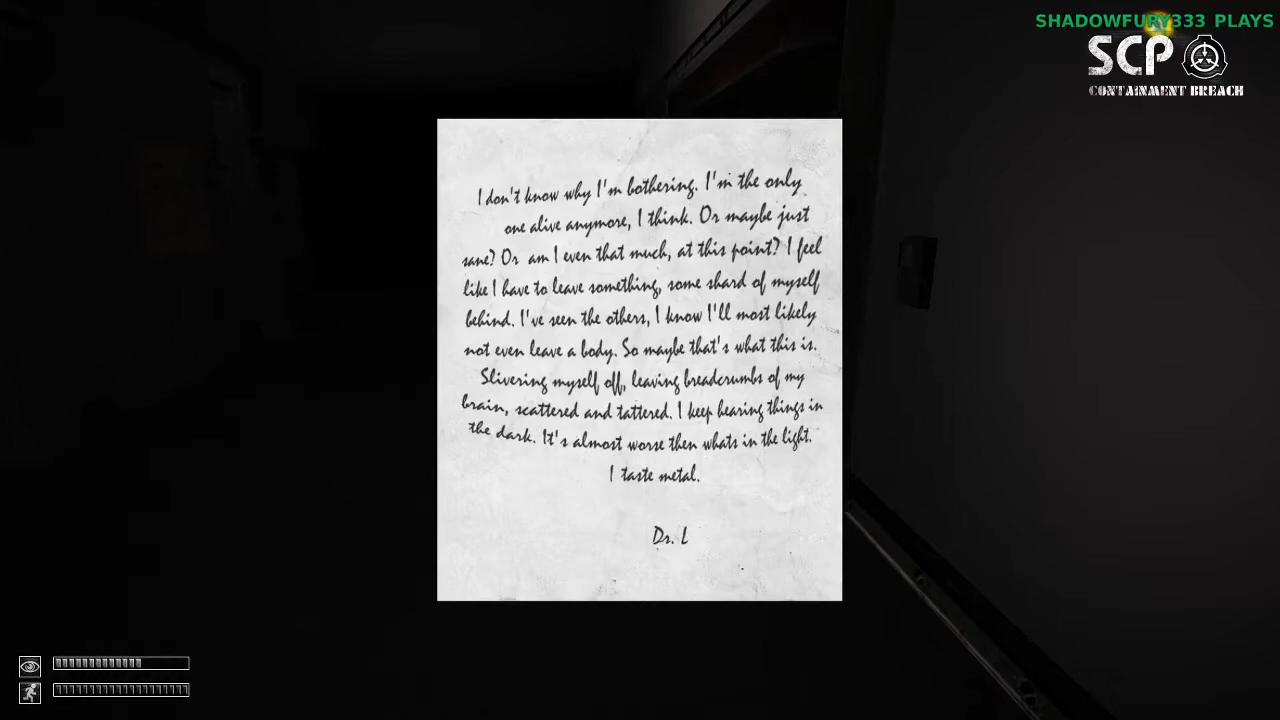 SHADOWFURY333 PLAYS
SCP
CONTAINMENT BREACH
I don't know why I'm bothering. I'm the only
one alive anymore, I think. Or maybe just
sane? Or am I even that much, at this point? I feel
like I have to leave something, some shard of myself
behind. I've seen the others, I know I'll most likely
not even leave a body. So maybe that's what this is.
Slivering myself off, leaving breadcrumbs of my
brain, scattered and tattered. I keep hearing things in
the dark. It's almost worse then whats in the light.
I taste metal.
Dr. L